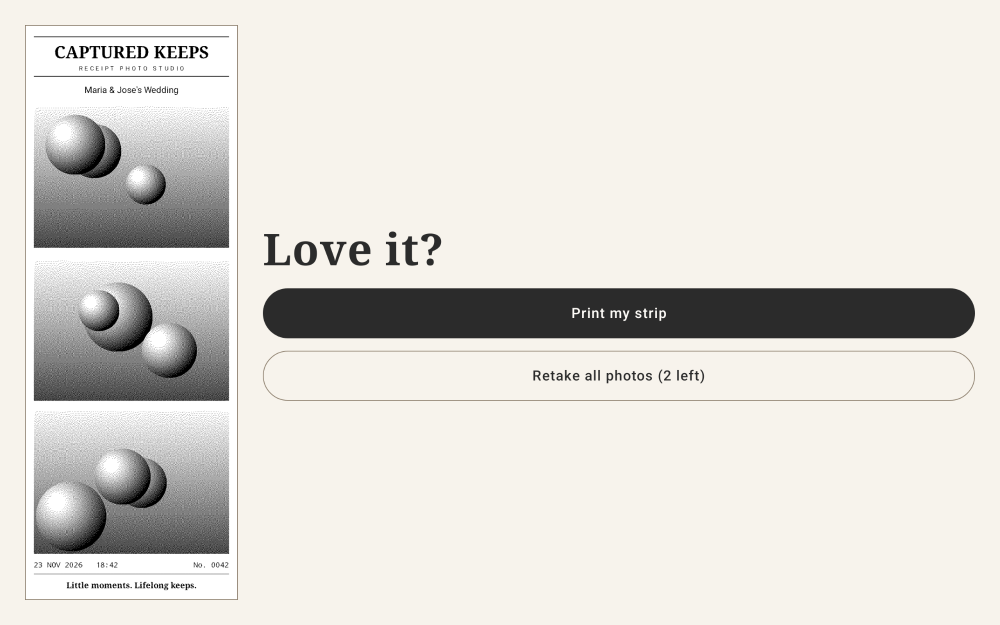 CAPTURED KEEPS
RECEIPT PHOTO STUDIO
Maria & Jose's Wedding
23 NOV 2026 18:42 No. 0042
Little moments. Lifelong keeps.
Love it?
Print my strip
Retake all photos (2 left)